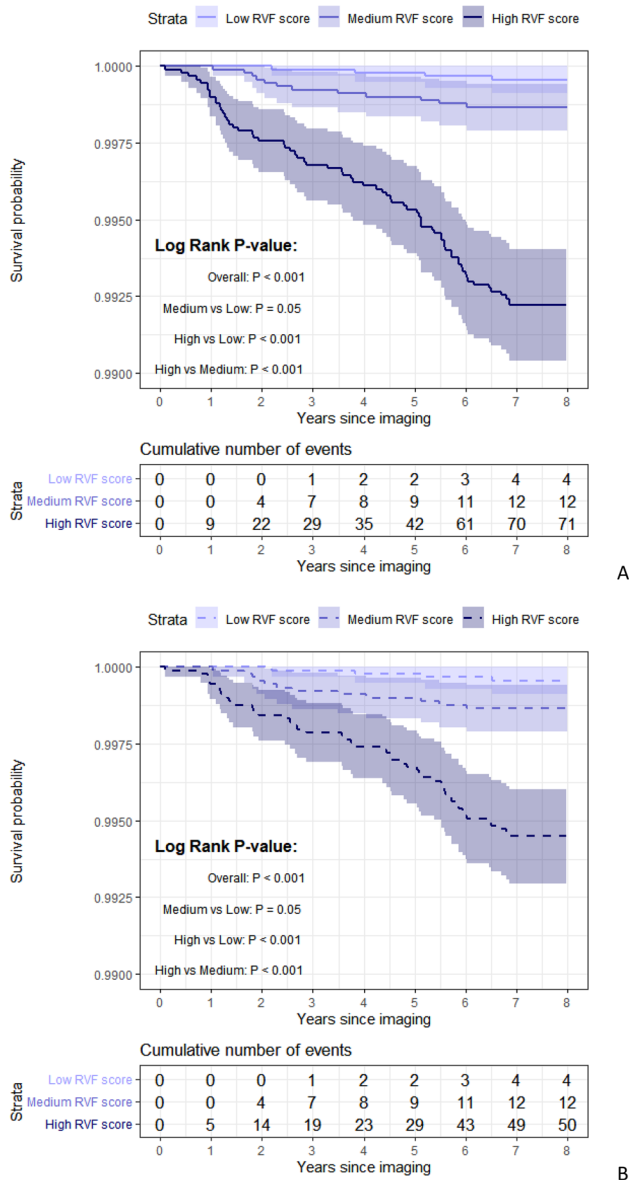 Strata Low RVF score Medium RVF score High RVF score
1.0000
0.9975
0.9950
0.9925
0.9900
Survival probability
Log Rank P-value:
Overall: P < 0.001
Medium vs Low: P = 0.05
High vs Low: P < 0.001
High vs Medium: P < 0.001
0 1 2 3 4 5 6 7 8
Years since imaging
Cumulative number of events
Strata
Low RVF score 0 0 0 1 2 2 3 4 4
Medium RVF score 0 0 4 7 8 9 11 12 12
High RVF score 0 9 22 29 35 42 61 70 71
0 1 2 3 4 5 6 7 8
Years since imaging
A
Strata Low RVF score Medium RVF score High RVF score
1.0000
0.9975
0.9950
0.9925
0.9900
Survival probability
Log Rank P-value:
Overall: P < 0.001
Medium vs Low: P = 0.05
High vs Low: P < 0.001
High vs Medium: P < 0.001
0 1 2 3 4 5 6 7 8
Years since imaging
Cumulative number of events
Strata
Low RVF score 0 0 0 1 2 2 3 4 4
Medium RVF score 0 0 4 7 8 9 11 12 12
High RVF score 0 5 14 19 23 29 43 49 50
0 1 2 3 4 5 6 7 8
Years since imaging
B